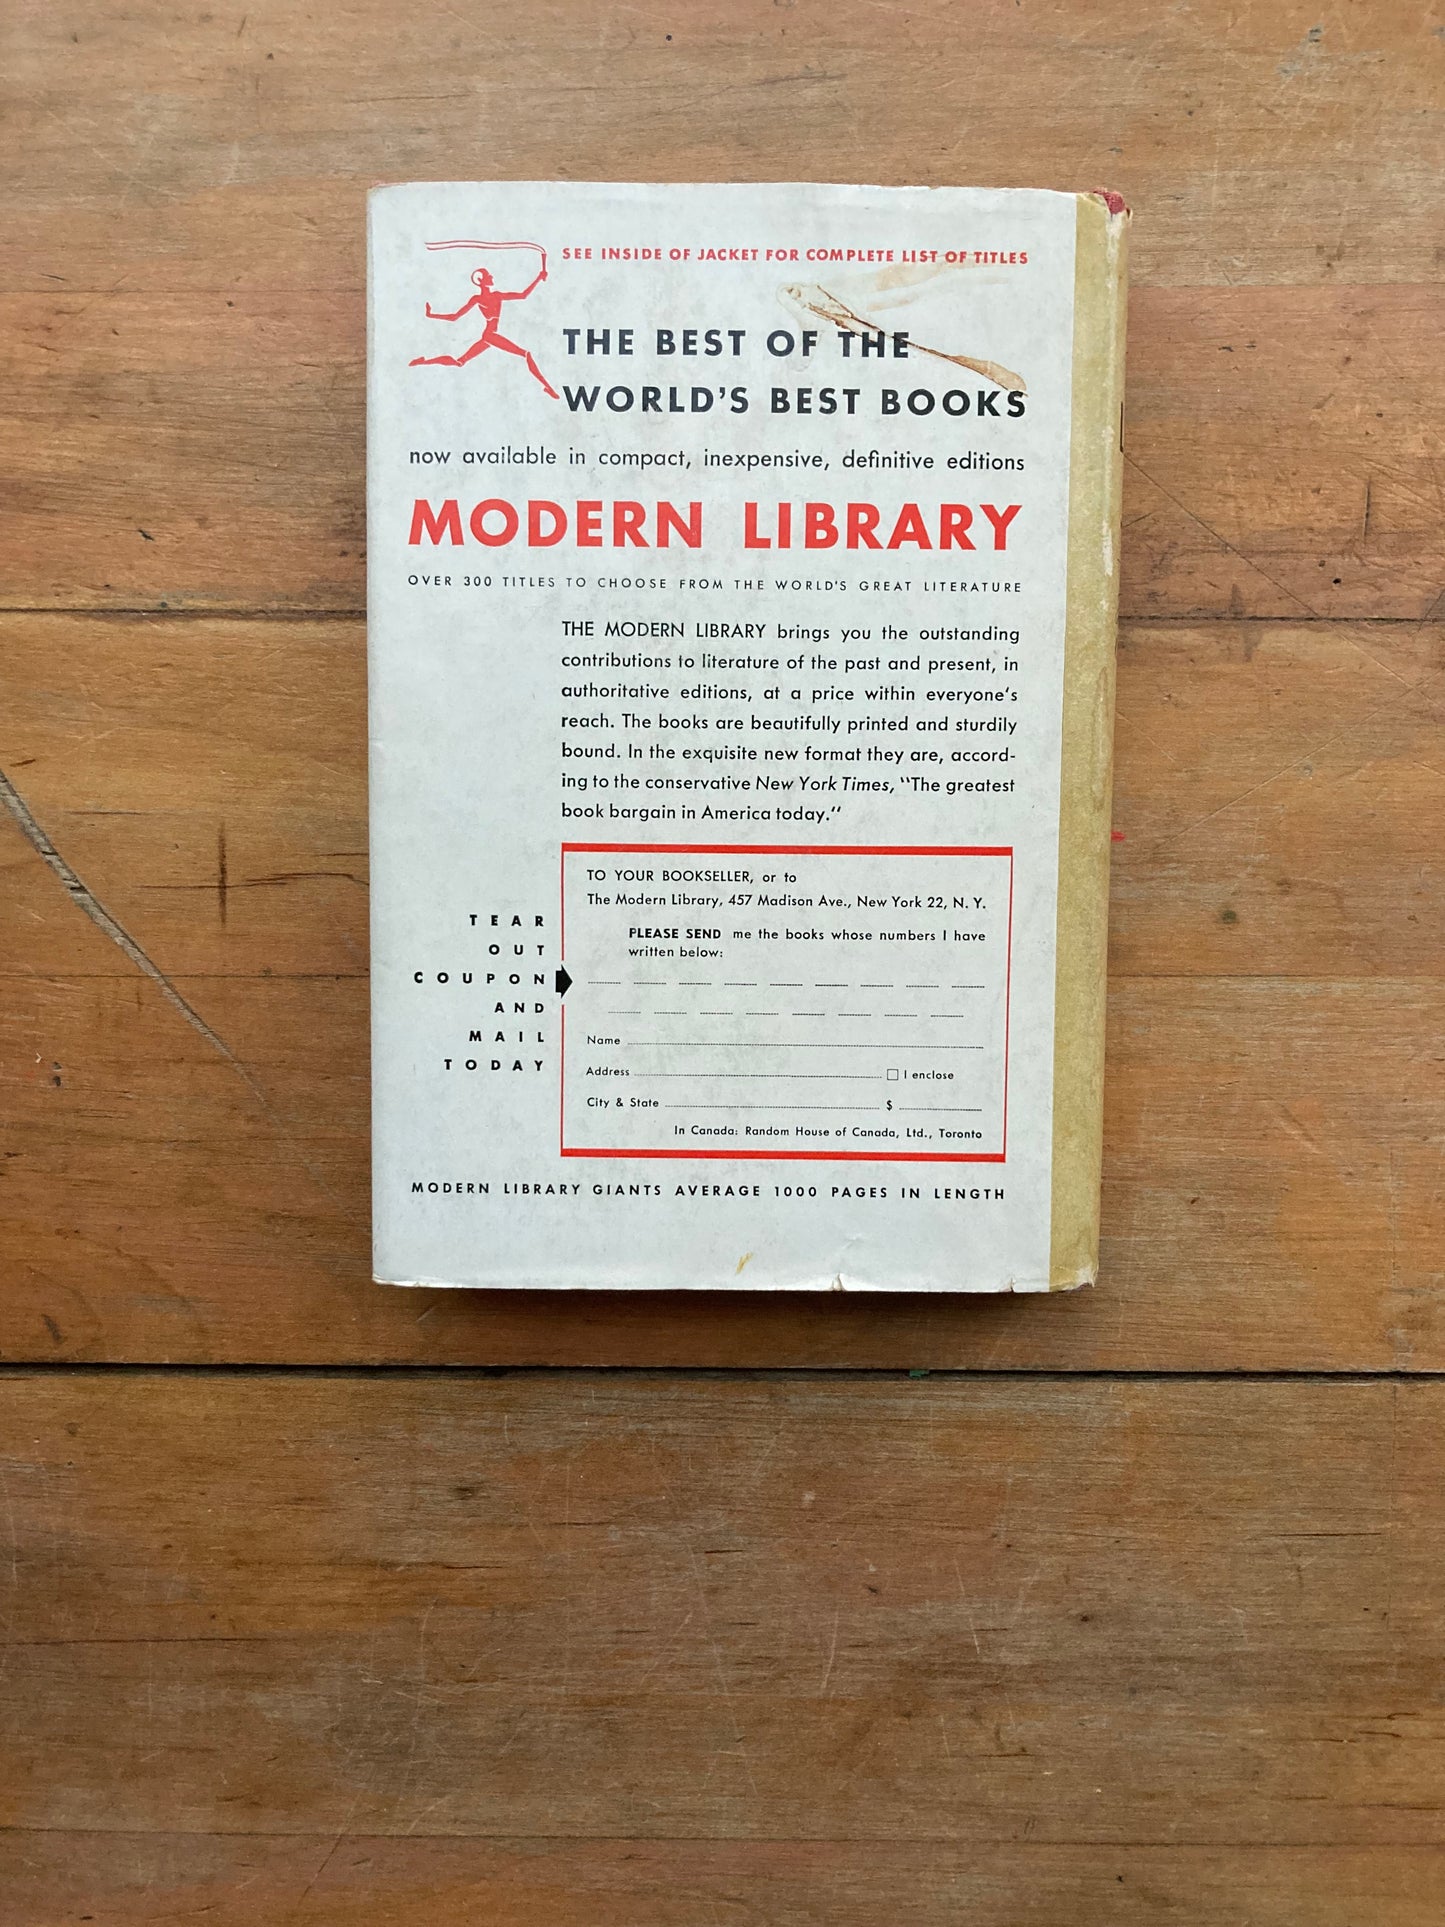 SEE INSIDE OF JACKET FOR COMPLETE LIST OF TITLES
THE BEST OF THE
WORLD'S BEST BOOKS
now available in compact, inexpensive, definitive editions
MODERN LIBRARY
OVER 300 TITLES TO CHOOSE FROM THE WORLD'S GREAT LITERATURE
THE MODERN LIBRARY brings you the outstanding
contributions to literature of the past and present, in
authoritative editions, at a price within everyone's
reach. The books are beautifully printed and sturdily
bound. In the exquisite new format they are, accord-
ing to the conservative New York Times, "The greatest
book bargain in America today."
TEAR
OUT
COUPON
AND
MAIL
TODAY
TO YOUR BOOKSELLER, or to
The Modern Library, 457 Madison Ave., New York 22, N. Y.
PLEASE SEND me the books whose numbers I have
written below:
Name
Address I enclose
City & State $
In Canada: Random House of Canada, Ltd., Toronto
MODERN LIBRARY GIANTS AVERAGE 1000 PAGES IN LENGTH